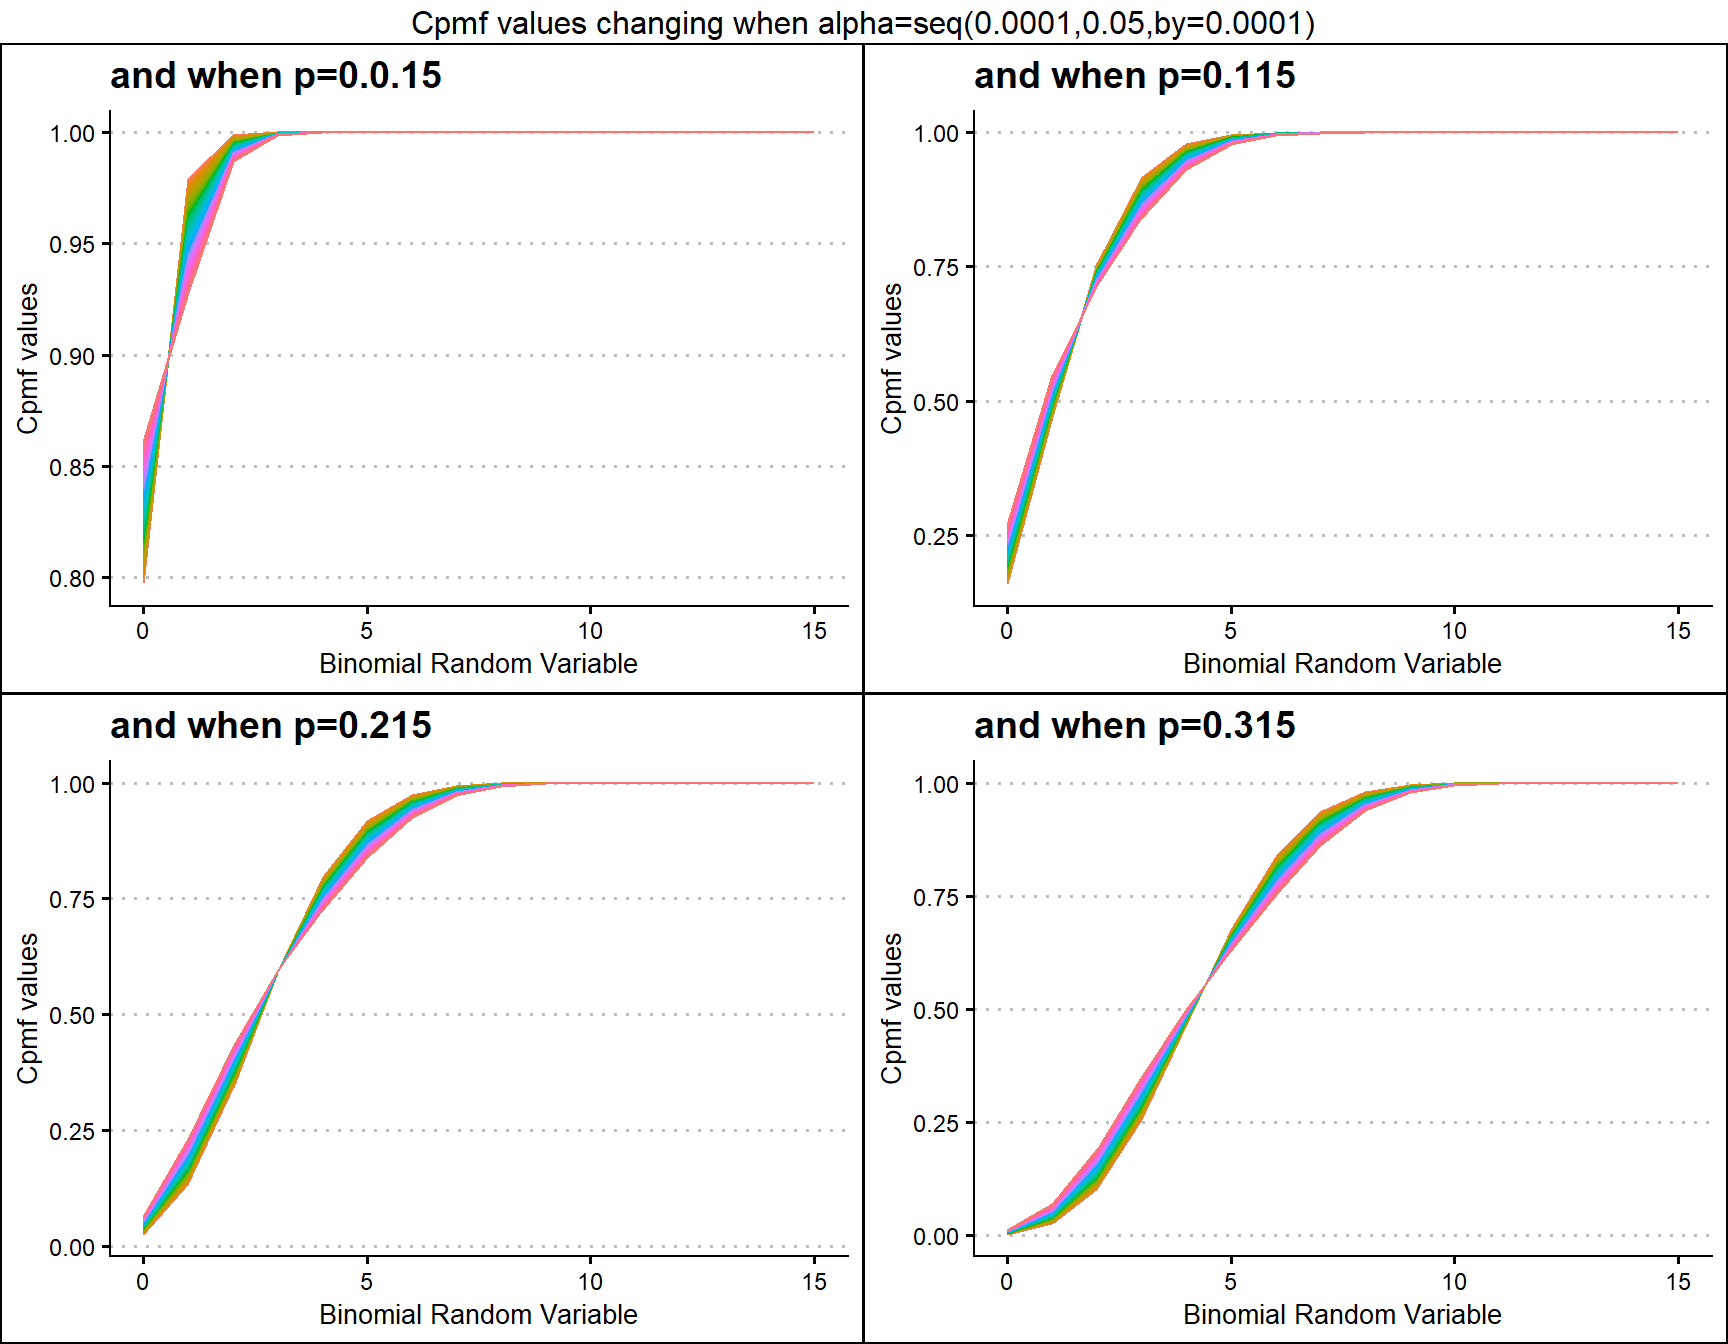 Cpmf values changing when alpha=seq(0.0001,0.05,by=0.0001)
and when p=0.0.15
1.00
0.95
0.90
0.85
0.80
Cpmf values
0 5 10 15
Binomial Random Variable
and when p=0.115
1.00
0.75
0.50
0.25
Cpmf values
0 5 10 15
Binomial Random Variable
and when p=0.215
1.00
0.75
0.50
0.25
0.00
Cpmf values
0 5 10 15
Binomial Random Variable
and when p=0.315
1.00
0.75
0.50
0.25
0.00
Cpmf values
0 5 10 15
Binomial Random Variable